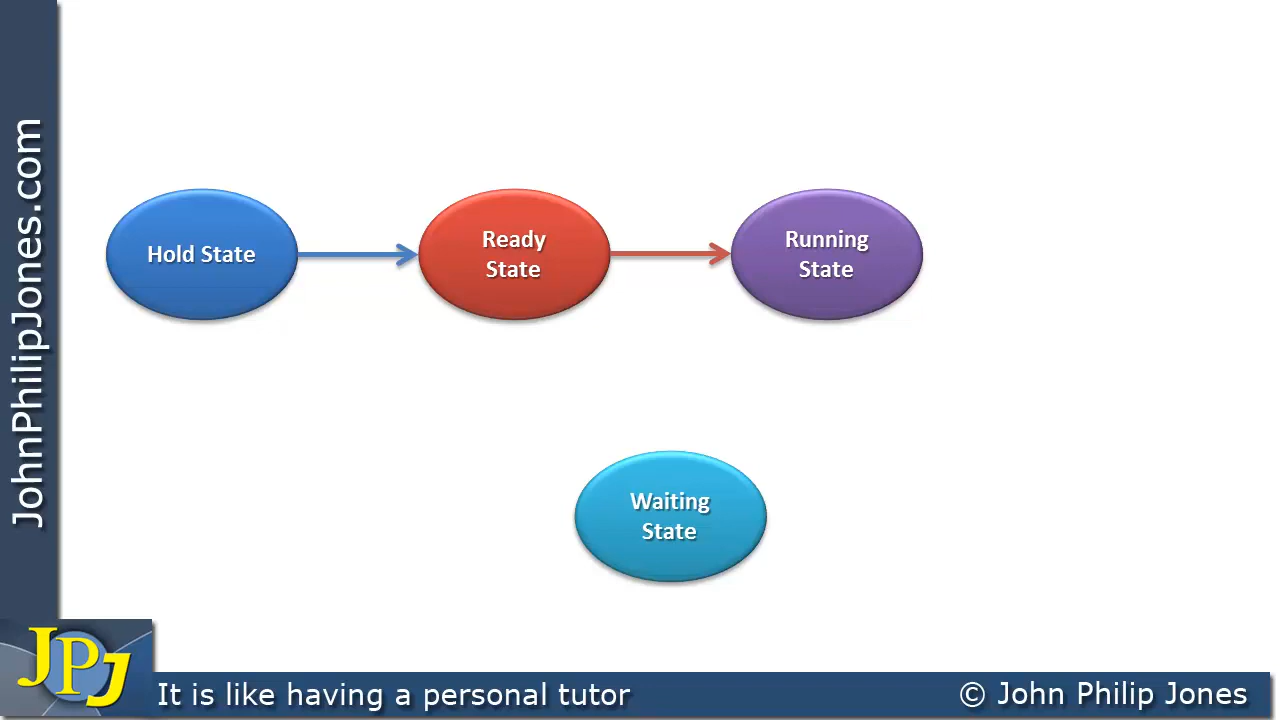 JohnPhilipJones.com
Hold State
Ready
State
Running
State
Waiting
State
JPJ
It is like having a personal tutor
© John Philip Jones